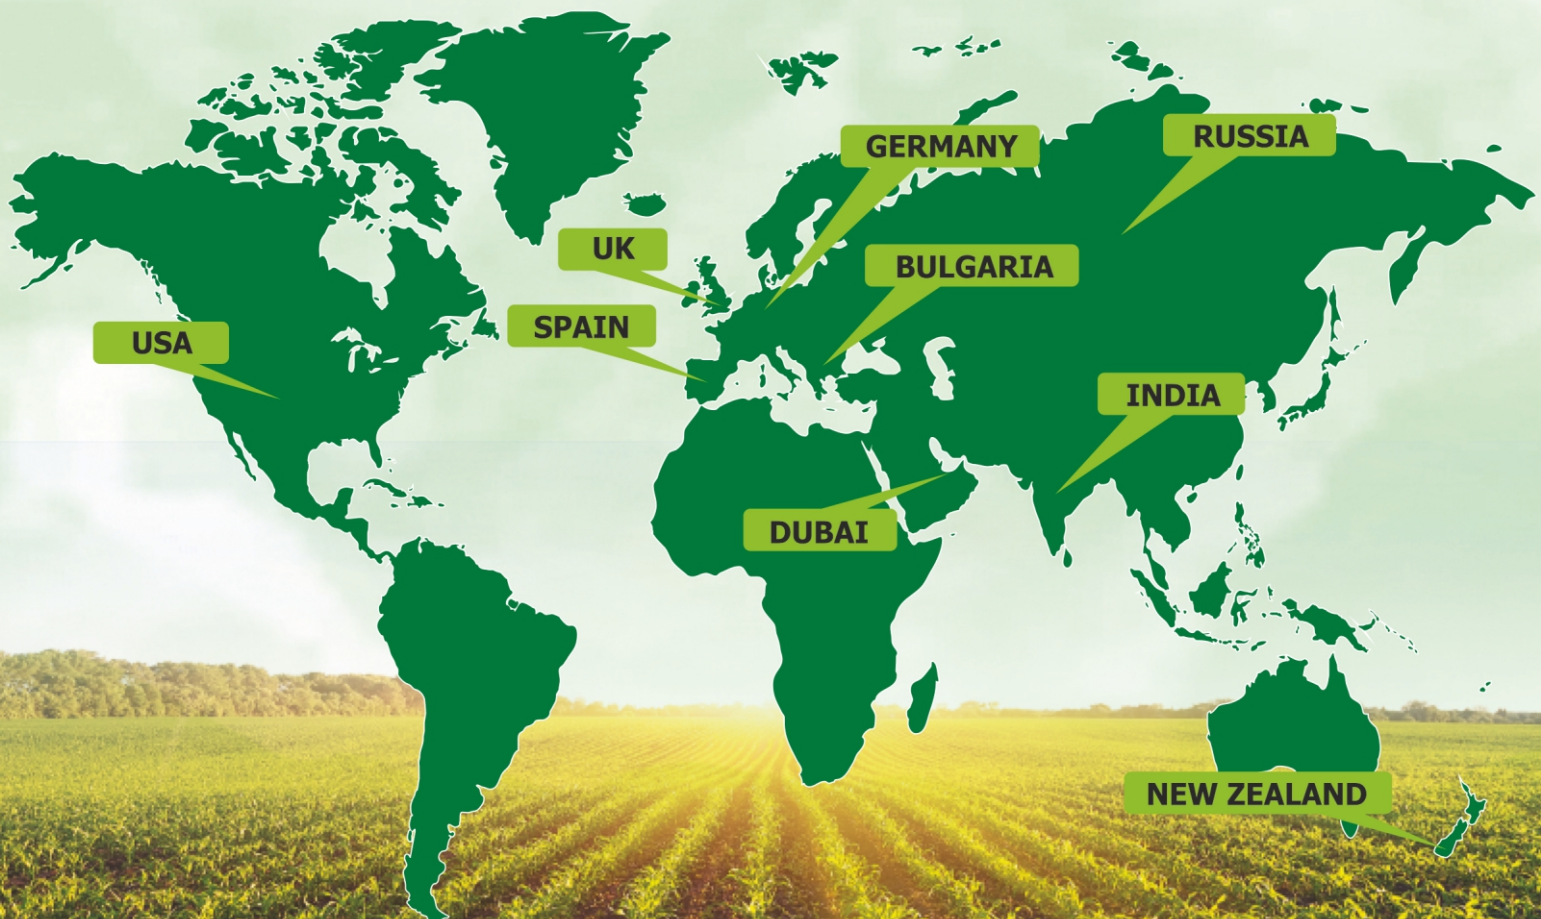 GERMANY
RUSSIA
UK
BULGARIA
SPAIN
USA
INDIA
DUBAI
NEW ZEALAND